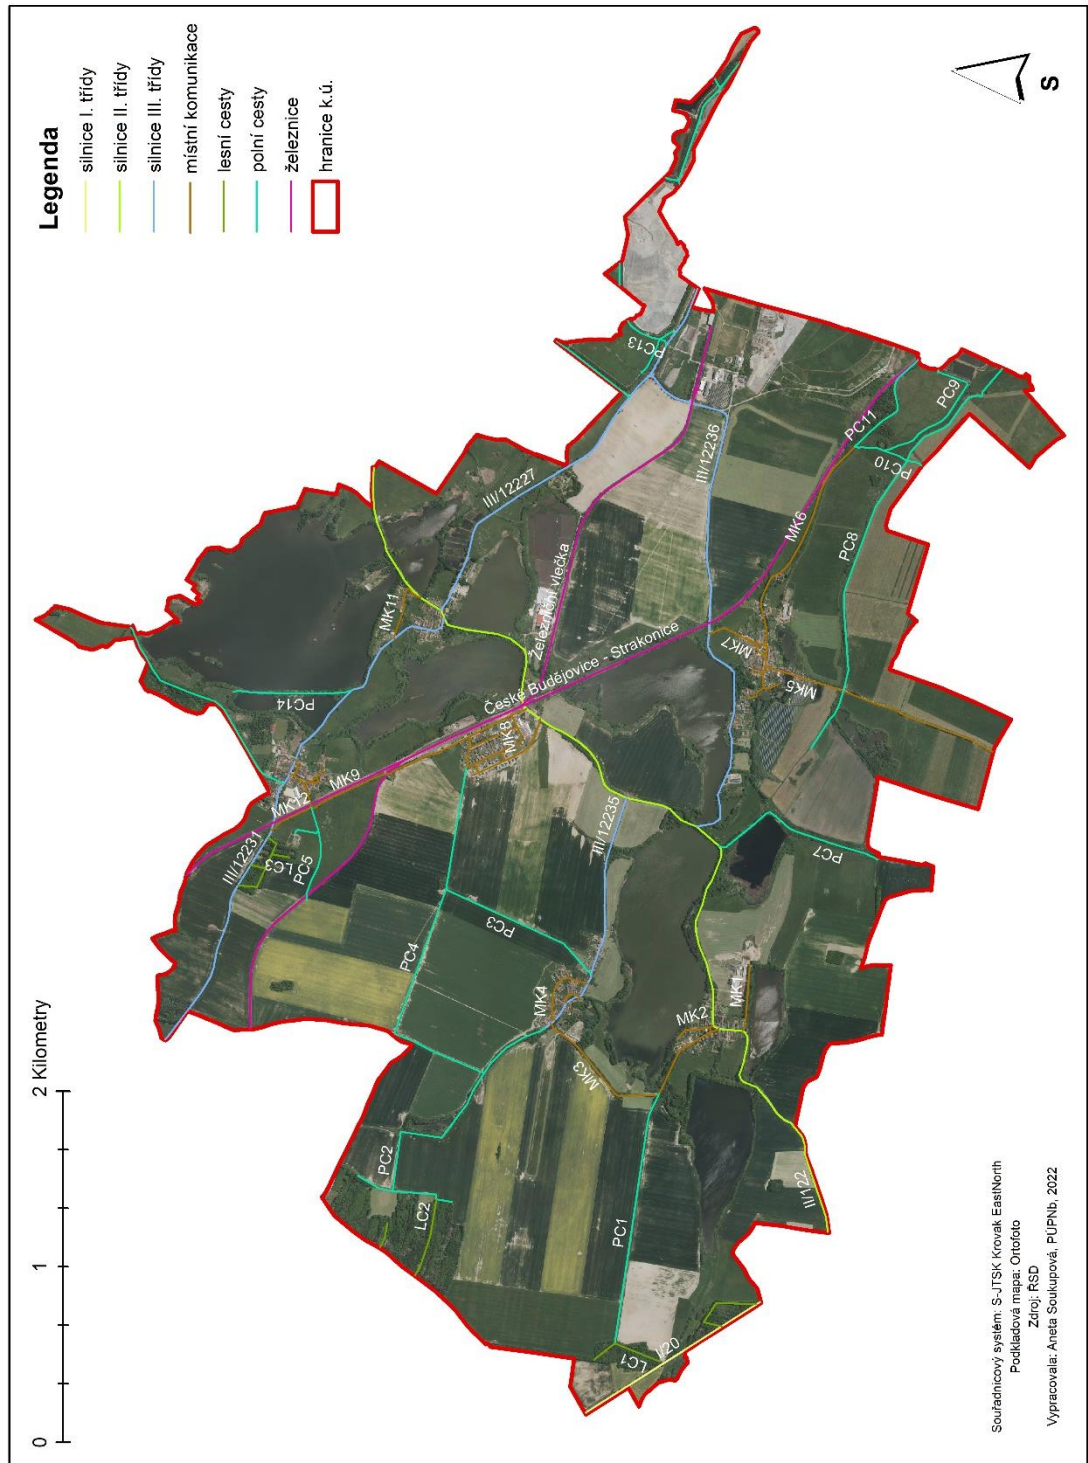 Legenda
silnice I. třídy
silnice II. třídy
silnice III. třídy
místní komunikace
lesní cesty
polní cesty
železnice
hranice k.ú.
0
1
2 Kilometry
S
III/12231
LC3
PC5
MK12
MK9
PC14
MK11
III/12227
PC13
PC4
PC3
MK8
České Budějovice - Strakonice
Železniční vlečka
III/12236
PC2
LC2
MK4
MK3
III/12235
MK7
MK6
PC11
PC10
PC9
PC8
MK5
PC1
MK2
MK1
PC7
LC1
I/20
II/122
Souřadnicový systém: S-JTSK Krovak EastNorth
Podkladová mapa: Ortofoto
Zdroj: ŘSD
Vypracovala: Aneta Soukupová, PÚPNb, 2022